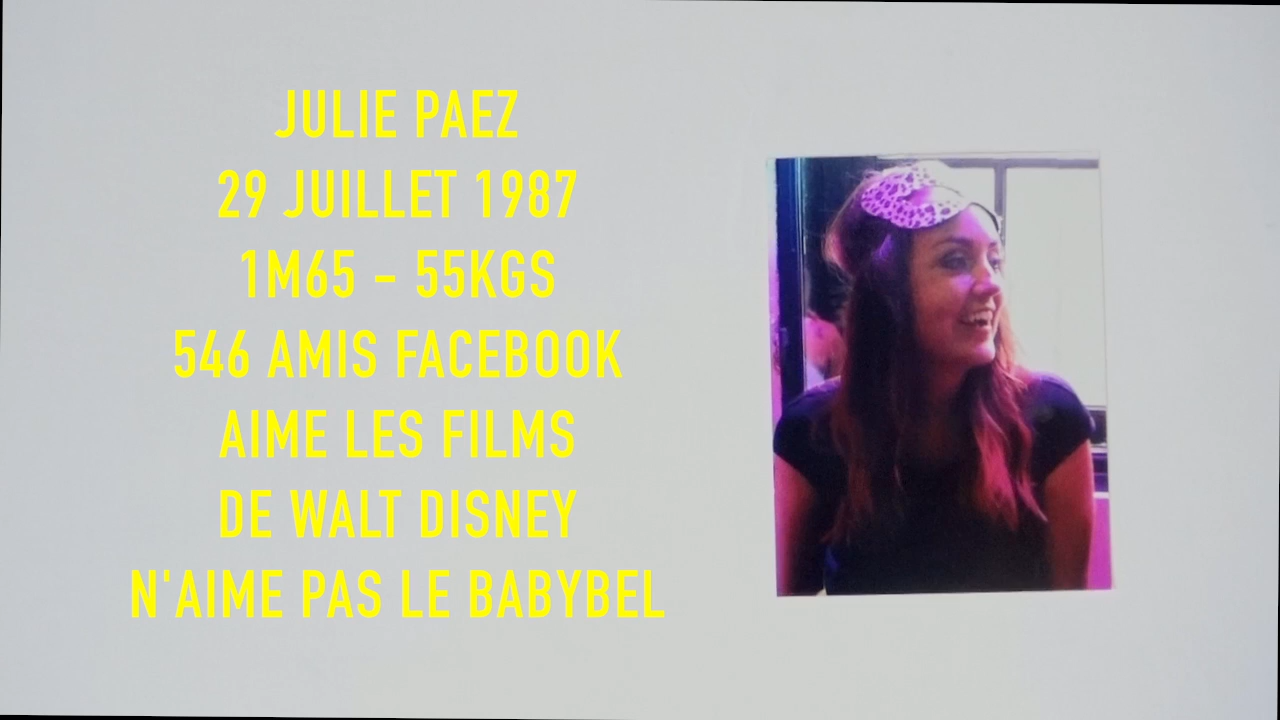 JULIE PAEZ
29 JUILLET 1987
1M65 - 55KGS
546 AMIS FACEBOOK
AIME LES FILMS
DE WALT DISNEY
N'AIME PAS LE BABYBEL